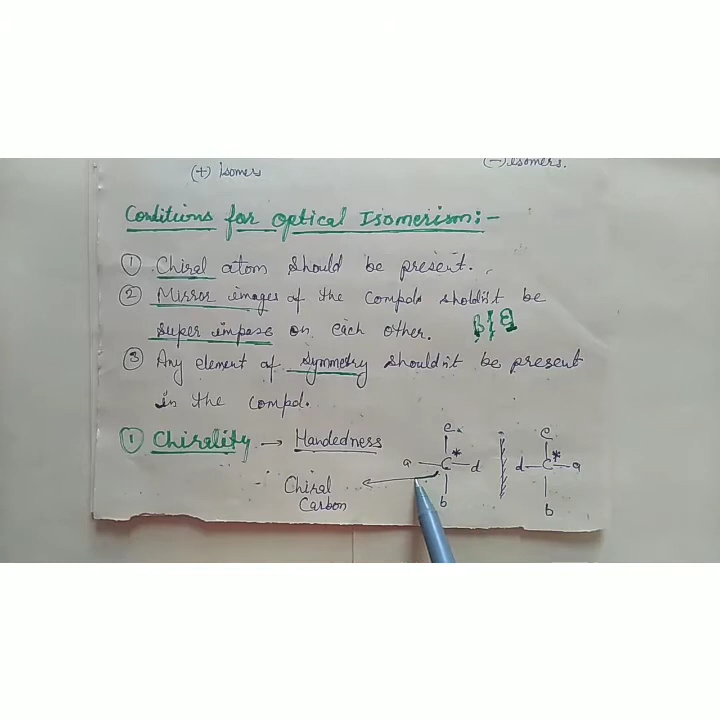 (+) Isomers
(-) Isomers.
Conditions for optical Isomerism:-
① Chiral atom should be present.
② Mirror images of the compds. sholdn't be
super impose on each other.
③ Any element of symmetry shouldn't be present
in the compd.
① Chirality → Handedness
e e
a C* d d C* a
b b
Chiral
Carbon